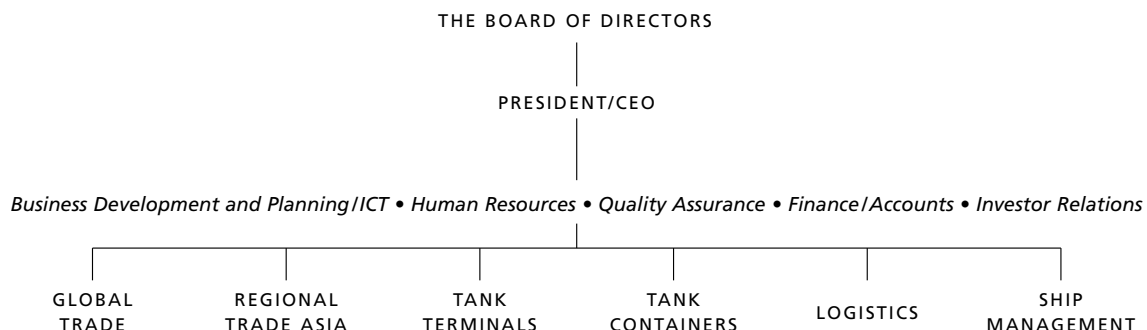 THE BOARD OF DIRECTORS
PRESIDENT/CEO
Business Development and Planning/ICT • Human Resources • Quality Assurance • Finance/Accounts • Investor Relations
GLOBAL
TRADE
REGIONAL
TRADE ASIA
TANK
TERMINALS
TANK
CONTAINERS
LOGISTICS
SHIP
MANAGEMENT